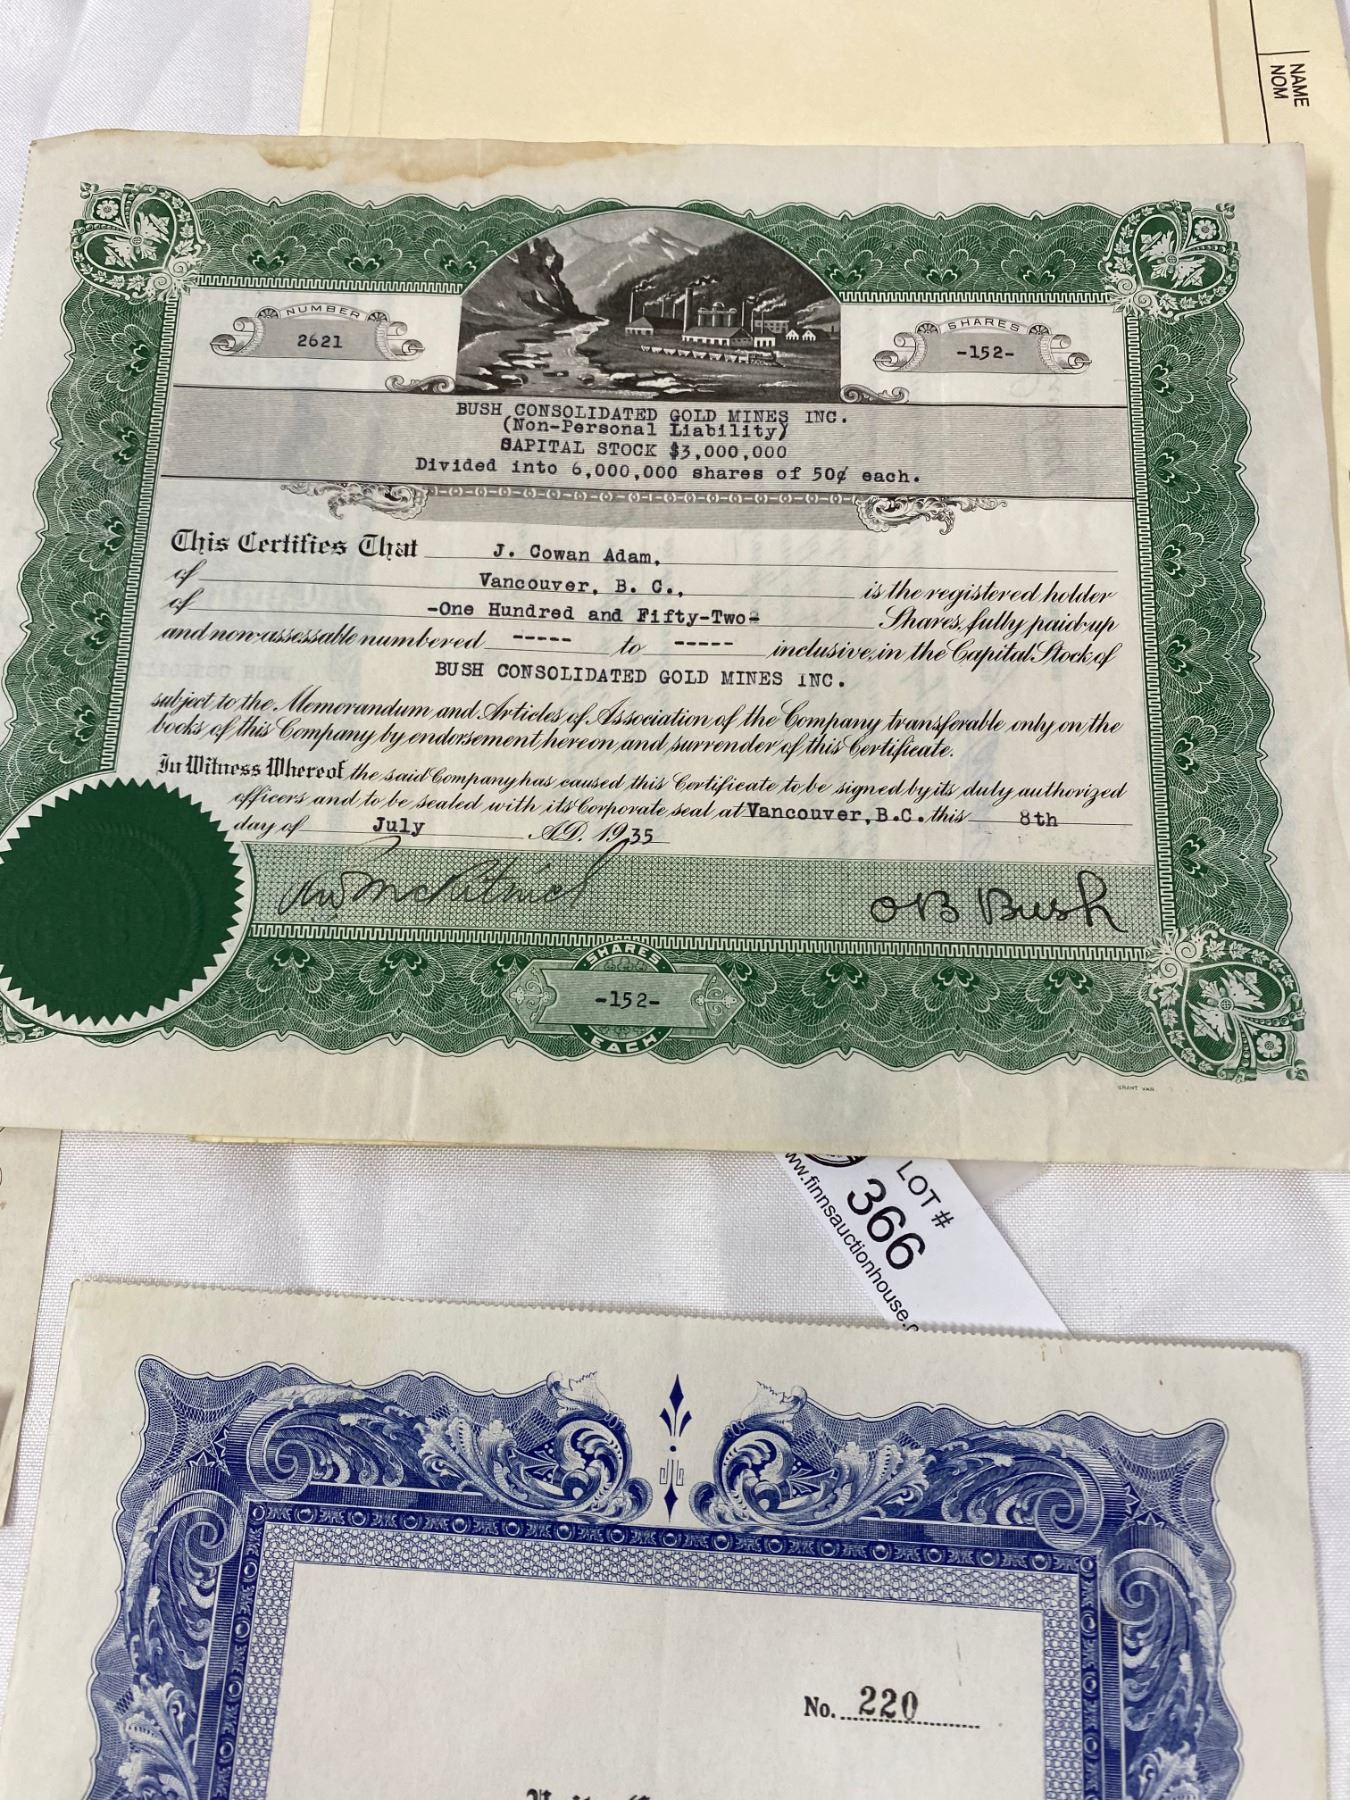 NAME
NOM
NUMBER
2621
SHARES
-152-
BUSH CONSOLIDATED GOLD MINES INC.
(Non-Personal Liability)
CAPITAL STOCK $3,000,000
Divided into 6,000,000 shares of 50¢ each.
This Certifies That J. Cowan Adam,
of Vancouver, B. C., is the registered holder
of -One Hundred and Fifty-Two- Shares, fully paid up
and non-assessable numbered ----- to ----- inclusive, in the Capital Stock of
BUSH CONSOLIDATED GOLD MINES INC.
subject to the Memorandum and Articles of Association of the Company transferable only on the
books of this Company by endorsement hereon and surrender of this Certificate.
In Witness Whereof the said Company has caused this Certificate to be signed by its duly authorized
officers and to be sealed with its Corporate seal at Vancouver, B.C. this 8th
day of July A.D. 1935
OB Bush
SHARES
-152-
EACH
GRANT VAN.
LOT #
366
www.finnsauctionhouse.c
No. 220